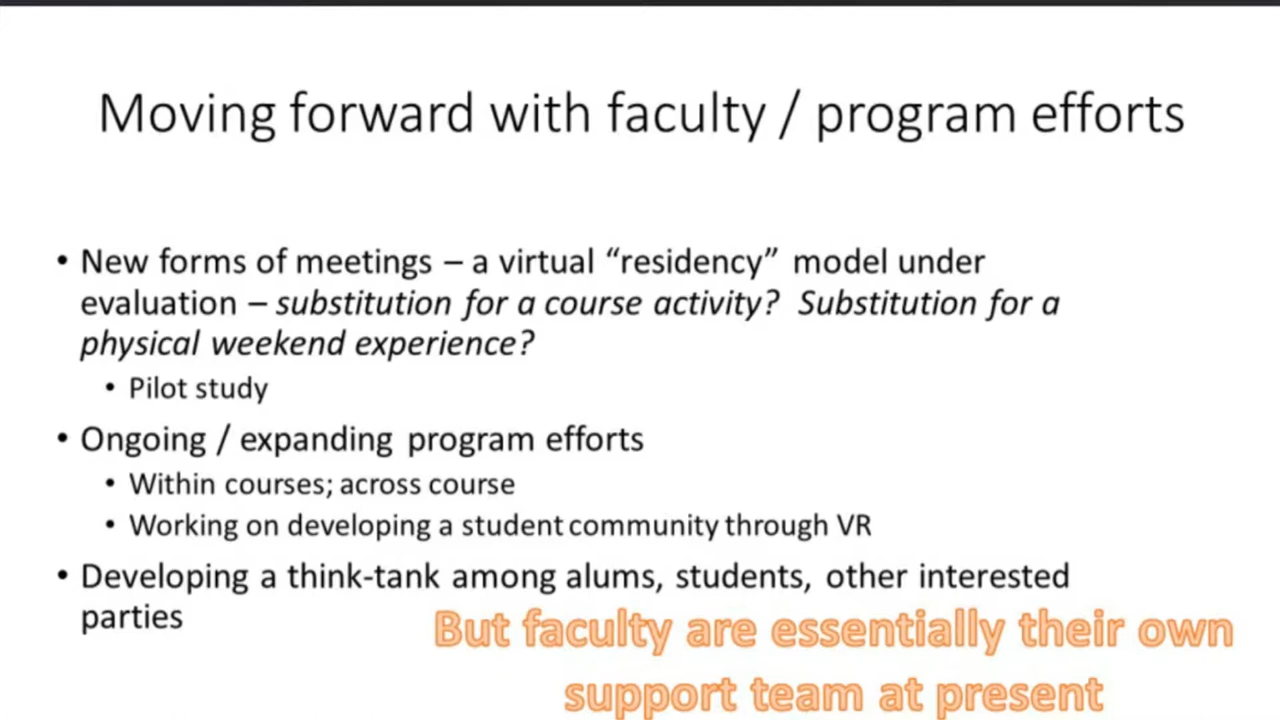 Moving forward with faculty / program efforts
• New forms of meetings – a virtual “residency” model under
evaluation – substitution for a course activity? Substitution for a
physical weekend experience?
• Pilot study
• Ongoing / expanding program efforts
• Within courses; across course
• Working on developing a student community through VR
• Developing a think-tank among alums, students, other interested
parties
But faculty are essentially their own
support team at present